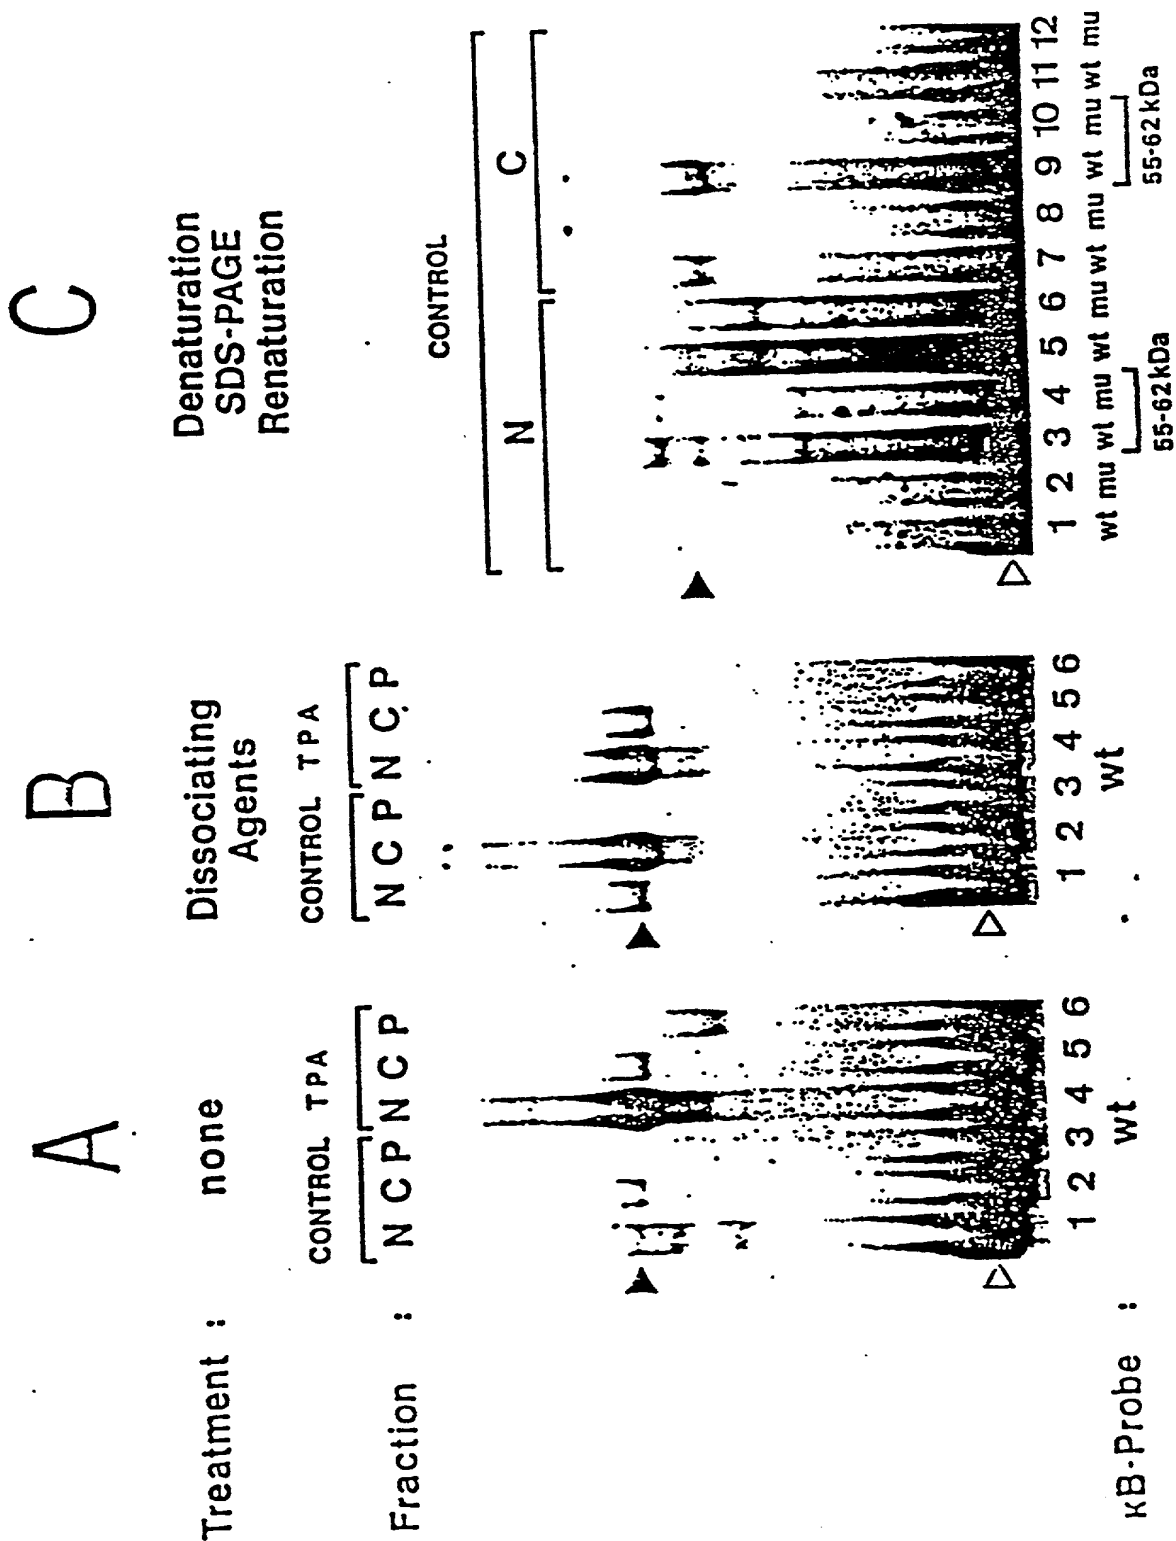 A
B
C
Treatment :
none
Dissociating
Agents
Denaturation
SDS-PAGE
Renaturation
CONTROL TPA
CONTROL TPA
CONTROL
Fraction :
N C P N C P
N C P N C P
N
C
1 2 3 4 5 6
1 2 3 4 5 6
1 2 3 4 5 6 7 8 9 10 11 12
κB-Probe :
wt
wt
wt mu wt mu wt mu wt mu wt mu wt mu
55-62kDa
55-62kDa